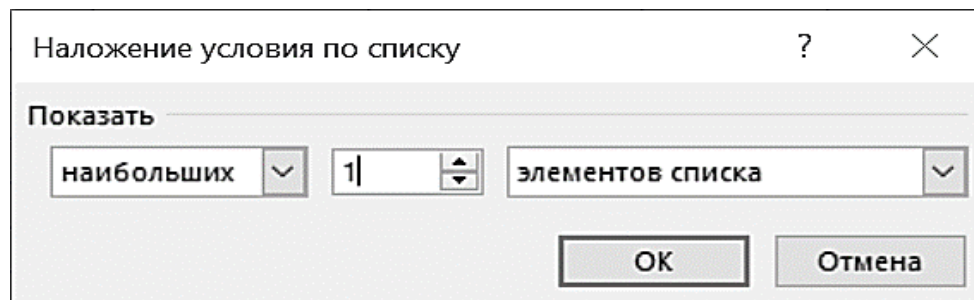 Наложение условия по списку ?
Показать
наибольших 1 элементов списка
ОК Отмена